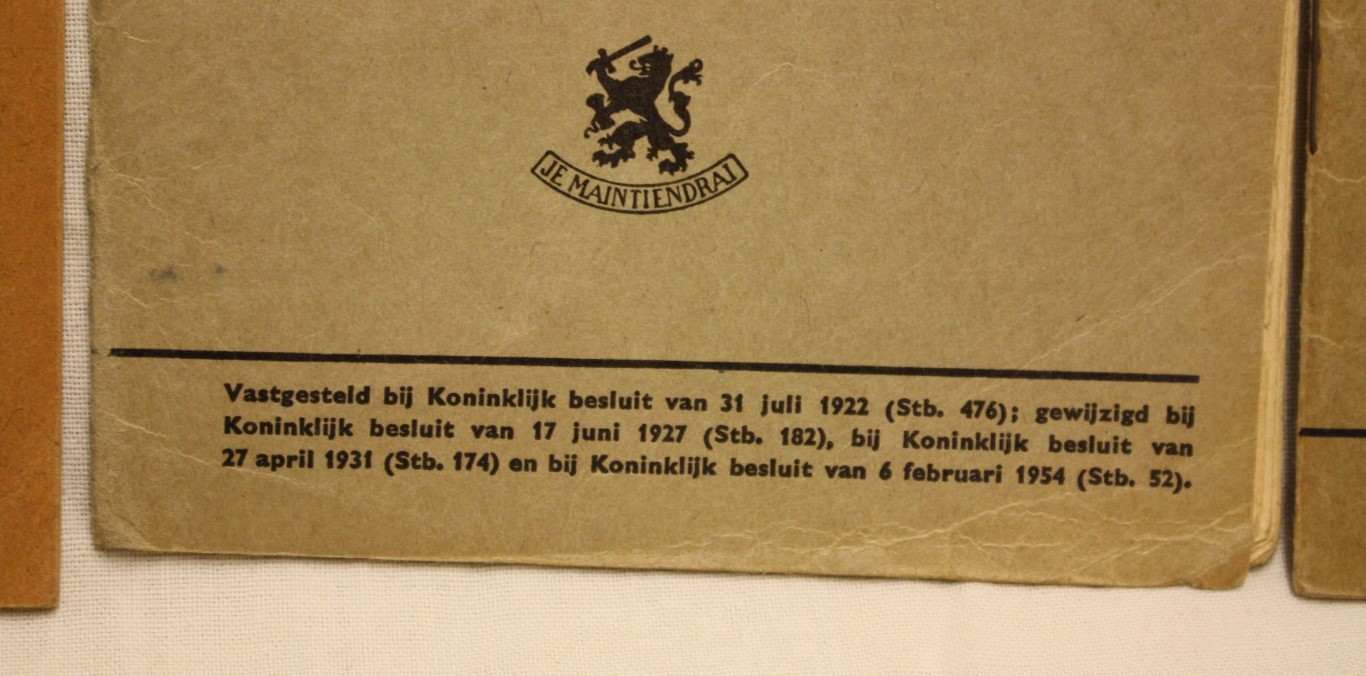 JE MAINTIENDRAI
Vastgesteld bij Koninklijk besluit van 31 juli 1922 (Stb. 476); gewijzigd bij
Koninklijk besluit van 17 juni 1927 (Stb. 182), bij Koninklijk besluit van
27 april 1931 (Stb. 174) en bij Koninklijk besluit van 6 februari 1954 (Stb. 52).